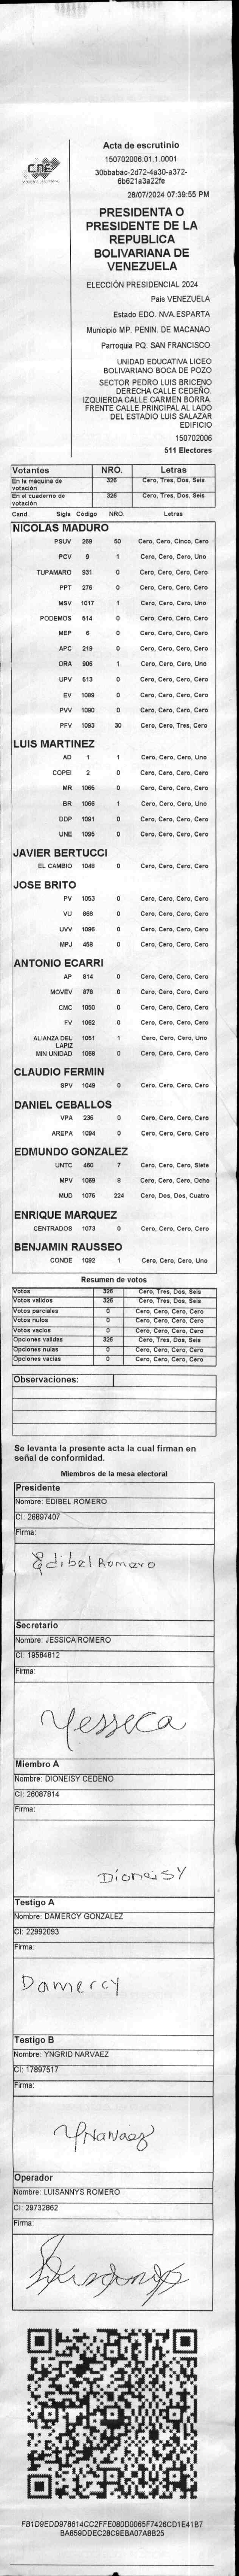 CNE
Acta de escrutinio
150702006.01.1.0001
30bbabac-2d72-4a30-a372-
6b621a3a22fe
28/07/2024 07:39:55 PM
PRESIDENTA O
PRESIDENTE DE LA
REPUBLICA
BOLIVARIANA DE
VENEZUELA
ELECCIÓN PRESIDENCIAL 2024
Pais VENEZUELA
Estado EDO. NVA.ESPARTA
Municipio MP. PENIN. DE MACANAO
Parroquia PQ. SAN FRANCISCO
UNIDAD EDUCATIVA LICEO
BOLIVARIANO BOCA DE POZO
SECTOR PEDRO LUIS BRICENO
DERECHA CALLE CEDEÑO.
IZQUIERDA CALLE CARMEN BORRA.
FRENTE CALLE PRINCIPAL AL LADO
DEL ESTADIO LUIS SALAZAR
EDIFICIO
150702006
511 Electores
Votantes NRO. Letras
En la máquina de votación 326 Cero, Tres, Dos, Seis
En el cuaderno de votación 326 Cero, Tres, Dos, Seis
Cand. Sigla Código NRO. Letras
NICOLAS MADURO
PSUV 269 50 Cero, Cero, Cinco, Cero
PCV 9 1 Cero, Cero, Cero, Uno
TUPAMARO 931 0 Cero, Cero, Cero, Cero
PPT 276 0 Cero, Cero, Cero, Cero
MSV 1017 1 Cero, Cero, Cero, Uno
PODEMOS 514 0 Cero, Cero, Cero, Cero
MEP 6 0 Cero, Cero, Cero, Cero
APC 219 0 Cero, Cero, Cero, Cero
ORA 906 1 Cero, Cero, Cero, Uno
UPV 513 0 Cero, Cero, Cero, Cero
EV 1089 0 Cero, Cero, Cero, Cero
PVV 1090 0 Cero, Cero, Cero, Cero
PFV 1093 30 Cero, Cero, Tres, Cero
LUIS MARTINEZ
AD 1 1 Cero, Cero, Cero, Uno
COPEI 2 0 Cero, Cero, Cero, Cero
MR 1065 0 Cero, Cero, Cero, Cero
BR 1066 1 Cero, Cero, Cero, Uno
DDP 1091 0 Cero, Cero, Cero, Cero
UNE 1095 0 Cero, Cero, Cero, Cero
JAVIER BERTUCCI
EL CAMBIO 1048 0 Cero, Cero, Cero, Cero
JOSE BRITO
PV 1053 0 Cero, Cero, Cero, Cero
VU 868 0 Cero, Cero, Cero, Cero
UVV 1096 0 Cero, Cero, Cero, Cero
MPJ 458 0 Cero, Cero, Cero, Cero
ANTONIO ECARRI
AP 814 0 Cero, Cero, Cero, Cero
MOVEV 878 0 Cero, Cero, Cero, Cero
CMC 1050 0 Cero, Cero, Cero, Cero
FV 1062 0 Cero, Cero, Cero, Cero
ALIANZA DEL LAPIZ 1061 1 Cero, Cero, Cero, Uno
MIN UNIDAD 1068 0 Cero, Cero, Cero, Cero
CLAUDIO FERMIN
SPV 1049 0 Cero, Cero, Cero, Cero
DANIEL CEBALLOS
VPA 236 0 Cero, Cero, Cero, Cero
AREPA 1094 0 Cero, Cero, Cero, Cero
EDMUNDO GONZALEZ
UNTC 460 7 Cero, Cero, Cero, Siete
MPV 1069 8 Cero, Cero, Cero, Ocho
MUD 1075 224 Cero, Dos, Dos, Cuatro
ENRIQUE MARQUEZ
CENTRADOS 1073 0 Cero, Cero, Cero, Cero
BENJAMIN RAUSSEO
CONDE 1092 1 Cero, Cero, Cero, Uno
Resumen de votos
Votos 326 Cero, Tres, Dos, Seis
Votos validos 326 Cero, Tres, Dos, Seis
Votos parciales 0 Cero, Cero, Cero, Cero
Votos nulos 0 Cero, Cero, Cero, Cero
Votos vacios 0 Cero, Cero, Cero, Cero
Opciones validas 326 Cero, Tres, Dos, Seis
Opciones nulas 0 Cero, Cero, Cero, Cero
Opciones vacias 0 Cero, Cero, Cero, Cero
Observaciones:
Se levanta la presente acta la cual firman en
señal de conformidad.
Miembros de la mesa electoral
Presidente
Nombre: EDIBEL ROMERO
CI: 26897407
Firma:
Edibel Romero
Secretario
Nombre: JESSICA ROMERO
CI: 19584812
Firma:
Yesseca
Miembro A
Nombre: DIONEISY CEDEÑO
CI: 26087814
Firma:
Dioneisy
Testigo A
Nombre: DAMERCY GONZALEZ
CI: 22992093
Firma:
Damercy
Testigo B
Nombre: YNGRID NARVAEZ
CI: 17897517
Firma:
Operador
Nombre: LUISANNYS ROMERO
CI: 29732862
Firma:
FB1D9EDD978614CC2FFE080D0065F7426CD1E41B7
BA859DDEC28C9EBA07A8B25